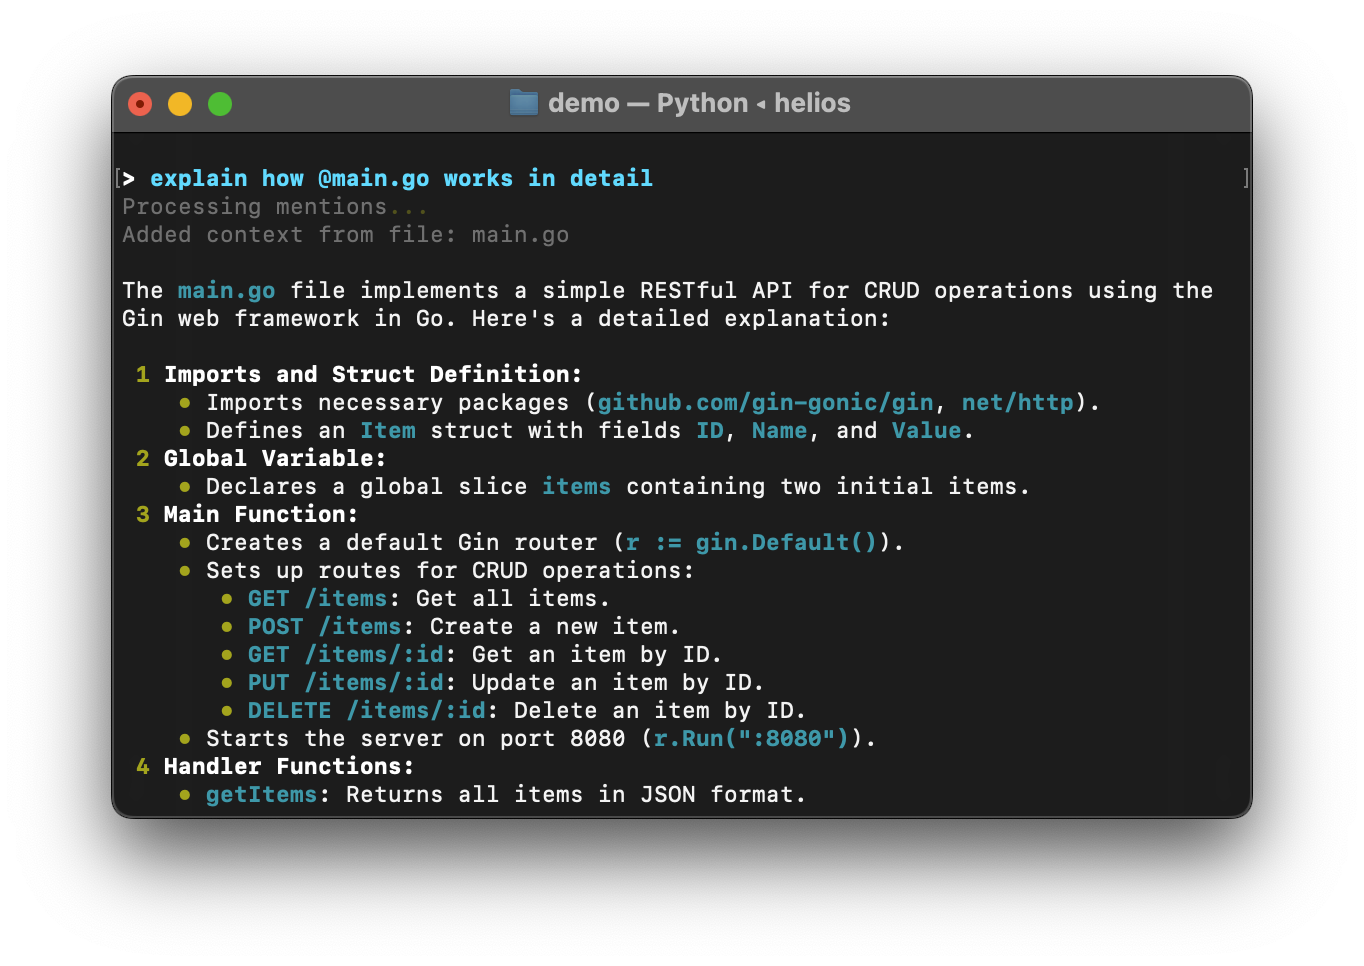 demo — Python ◂ helios
[> explain how @main.go works in detail ]
Processing mentions...
Added context from file: main.go
The main.go file implements a simple RESTful API for CRUD operations using the
Gin web framework in Go. Here's a detailed explanation:
1 Imports and Struct Definition:
• Imports necessary packages (github.com/gin-gonic/gin, net/http).
• Defines an Item struct with fields ID, Name, and Value.
2 Global Variable:
• Declares a global slice items containing two initial items.
3 Main Function:
• Creates a default Gin router (r := gin.Default()).
• Sets up routes for CRUD operations:
• GET /items: Get all items.
• POST /items: Create a new item.
• GET /items/:id: Get an item by ID.
• PUT /items/:id: Update an item by ID.
• DELETE /items/:id: Delete an item by ID.
• Starts the server on port 8080 (r.Run(":8080")).
4 Handler Functions:
• getItems: Returns all items in JSON format.